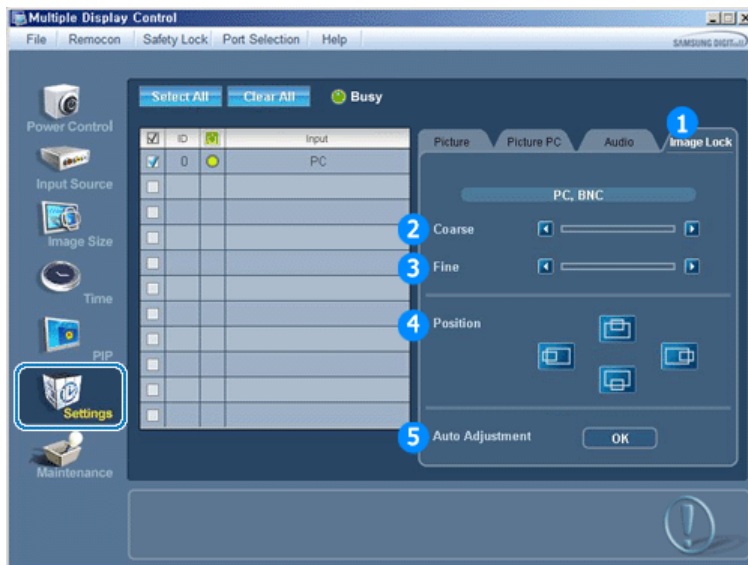 Multiple Display Control
File Remocon Safety Lock Port Selection Help
SAMSUNG DIGITall
Select All Clear All Busy
Power Control
Input Source
Image Size
Time
PIP
Settings
Maintenance
ID Input
0 PC
1
Picture Picture PC Audio Image Lock
PC, BNC
2 Coarse
3 Fine
4 Position
5 Auto Adjustment OK